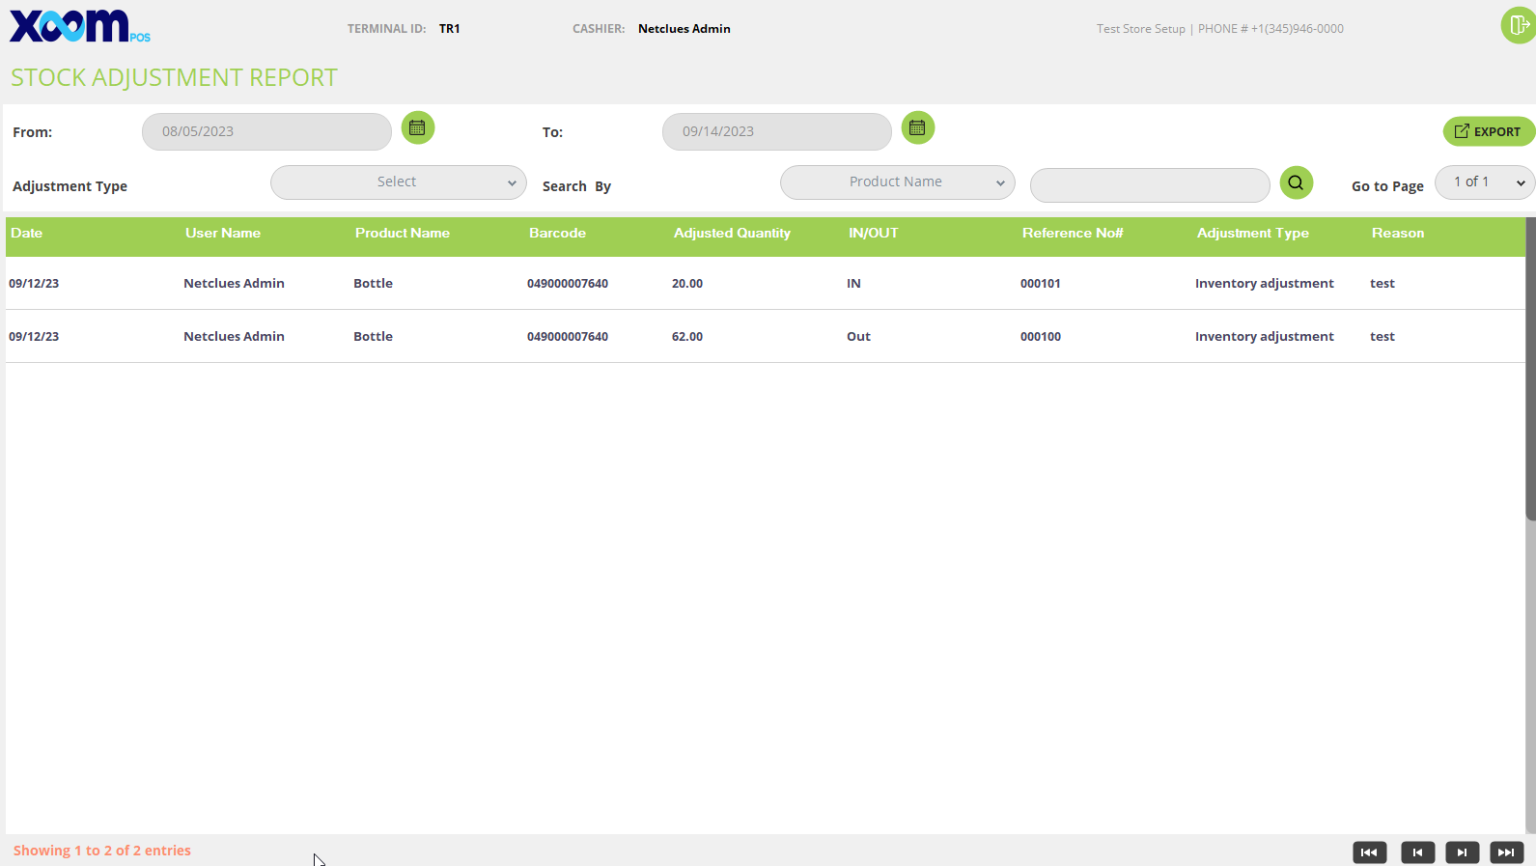 xoom POS
TERMINAL ID: TR1 CASHIER: Netclues Admin Test Store Setup | PHONE # +1(345)946-0000
STOCK ADJUSTMENT REPORT
From: 08/05/2023 To: 09/14/2023 EXPORT
Adjustment Type Select Search By Product Name Go to Page 1 of 1
Date User Name Product Name Barcode Adjusted Quantity IN/OUT Reference No# Adjustment Type Reason
09/12/23 Netclues Admin Bottle 049000007640 20.00 IN 000101 Inventory adjustment test
09/12/23 Netclues Admin Bottle 049000007640 62.00 Out 000100 Inventory adjustment test
Showing 1 to 2 of 2 entries